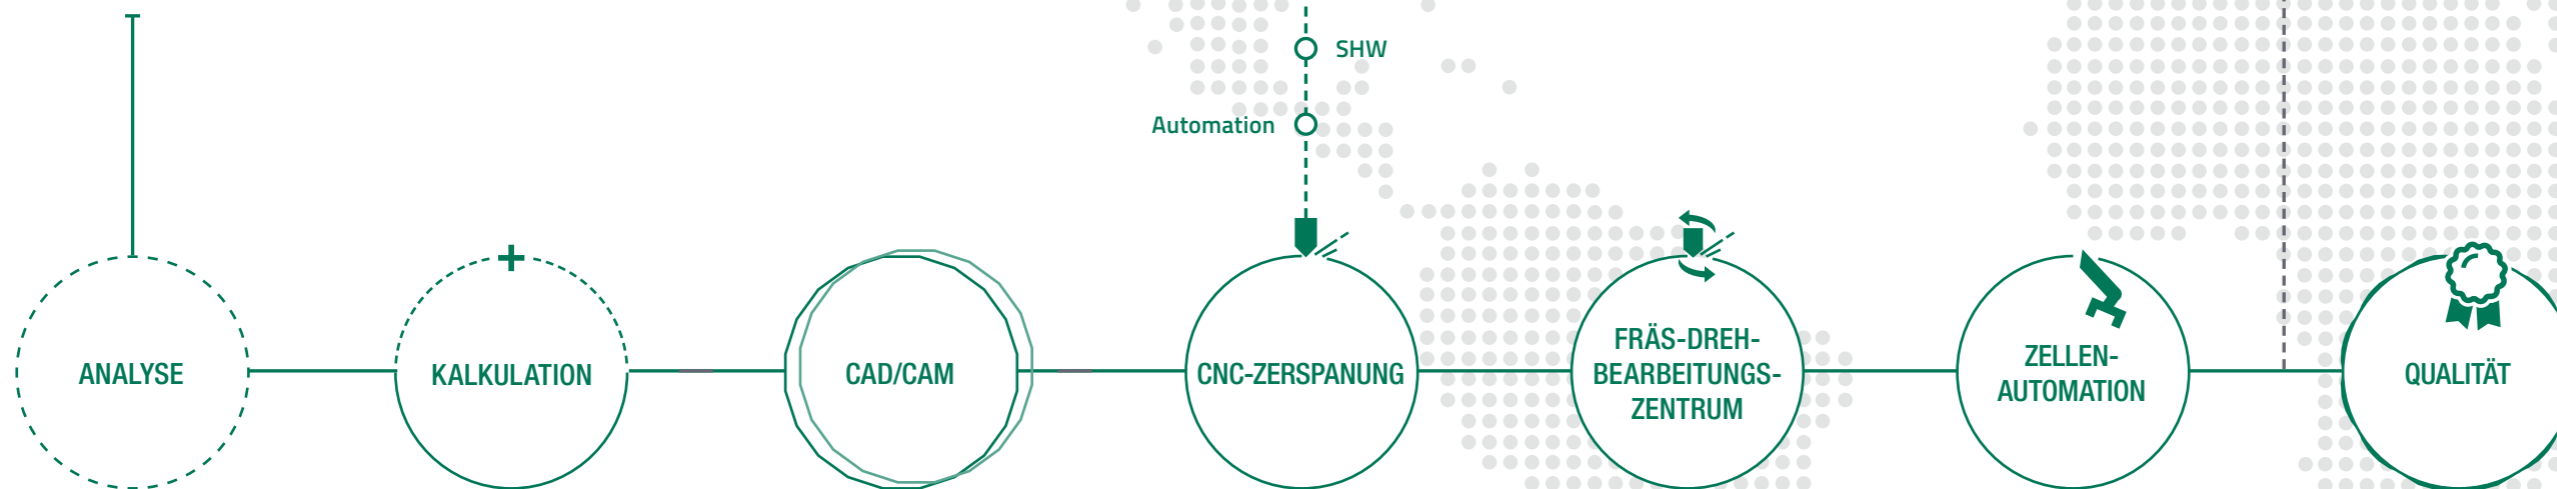 SHW
Automation
ANALYSE
KALKULATION
CAD/CAM
CNC-ZERSPANUNG
FRÄS-DREH-
BEARBEITUNGS-
ZENTRUM
ZELLEN-
AUTOMATION
QUALITÄT